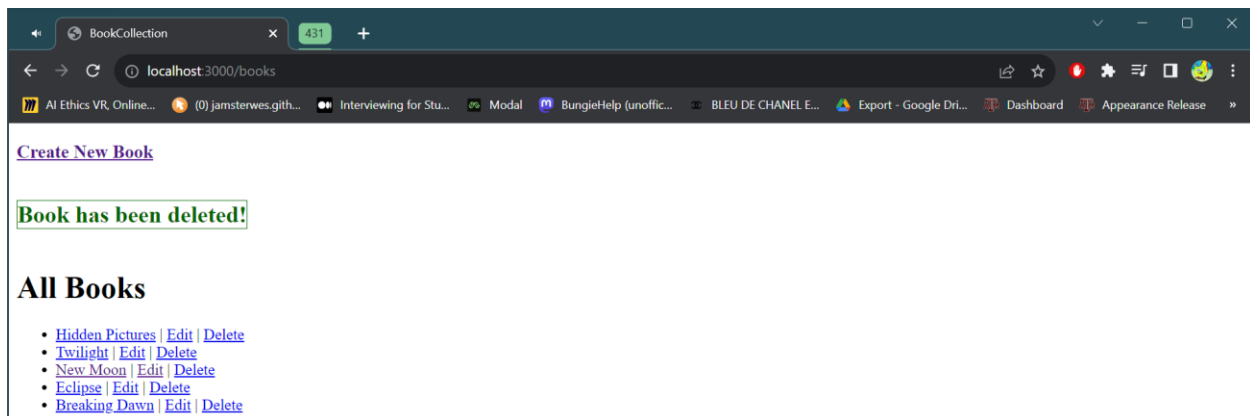 BookCollection
431
localhost:3000/books
AI Ethics VR, Online... (0) jamsterwes.gith... Interviewing for Stu... Modal BungieHelp (unoffic... BLEU DE CHANEL E... Export - Google Dri... Dashboard Appearance Release »
Create New Book
Book has been deleted!
All Books
• Hidden Pictures | Edit | Delete
• Twilight | Edit | Delete
• New Moon | Edit | Delete
• Eclipse | Edit | Delete
• Breaking Dawn | Edit | Delete